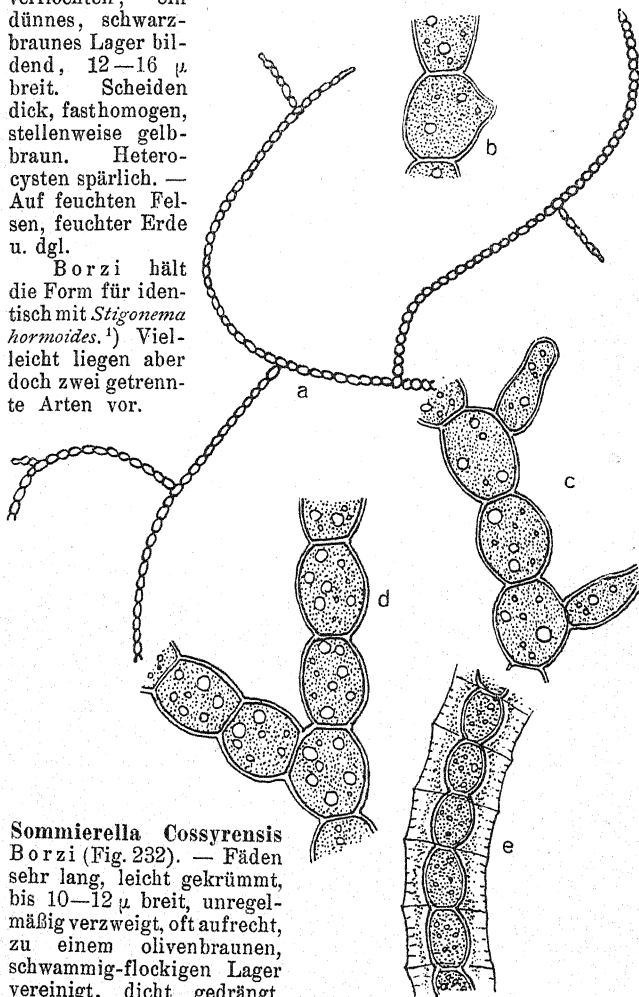 dünnes, schwarz-
braunes Lager bil-
dend, 12—16 µ
breit. Scheiden
dick, fast homogen,
stellenweise gelb-
braun. Hetero-
cysten spärlich. —
Auf feuchten Fel-
sen, feuchter Erde
u. dgl.
Borzi hält
die Form für iden-
tisch mit Stigonema
hormoides.¹) Viel-
leicht liegen aber
doch zwei getrenn-
te Arten vor.
a
b
c
d
e
Sommierella Cossyrensis
Borzi (Fig. 232). — Fäden
sehr lang, leicht gekrümmt,
bis 10—12 µ breit, unregel-
mäßig verzweigt, oft aufrecht,
zu einem olivenbraunen,
schwammig-flockigen Lager
vereinigt, dicht gedrängt